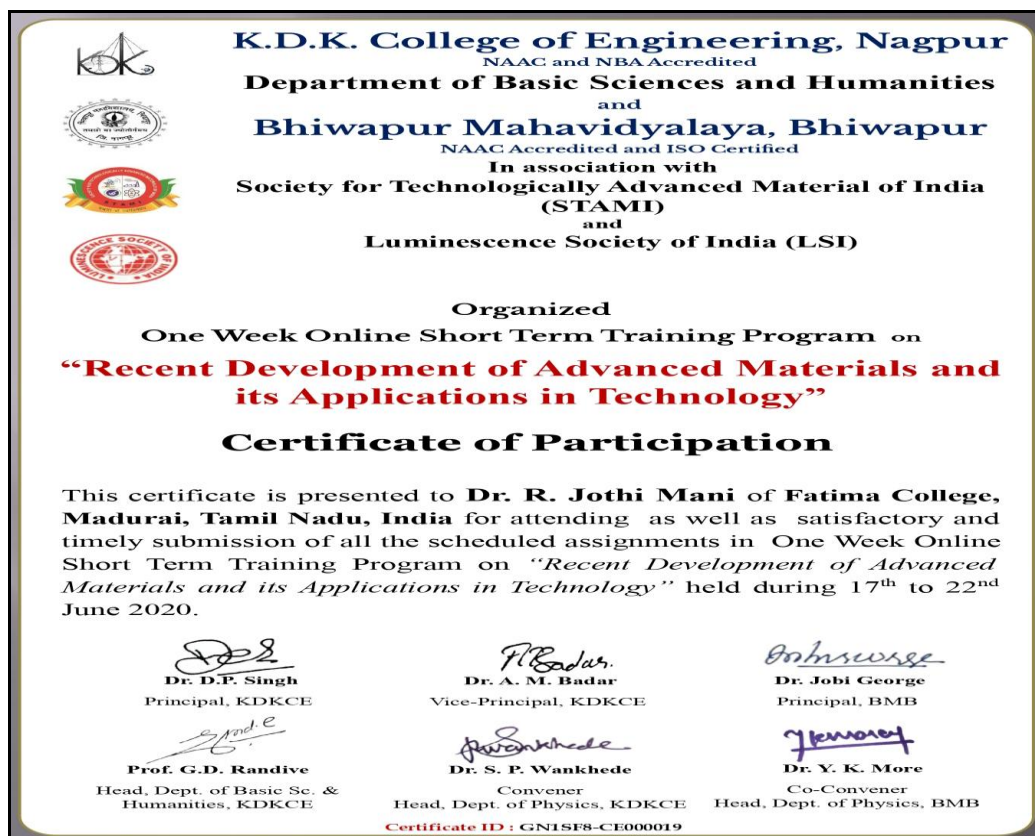 K.D.K. College of Engineering, Nagpur
NAAC and NBA Accredited
Department of Basic Sciences and Humanities
and
Bhiwapur Mahavidyalaya, Bhiwapur
NAAC Accredited and ISO Certified
In association with
Society for Technologically Advanced Material of India
(STAMI)
and
Luminescence Society of India (LSI)
LUMINESCENCE SOCIETY OF INDIA
Organized
One Week Online Short Term Training Program on
“Recent Development of Advanced Materials and
its Applications in Technology”
Certificate of Participation
This certificate is presented to Dr. R. Jothi Mani of Fatima College,
Madurai, Tamil Nadu, India for attending as well as satisfactory and
timely submission of all the scheduled assignments in One Week Online
Short Term Training Program on “Recent Development of Advanced
Materials and its Applications in Technology” held during 17th to 22nd
June 2020.
Dr. D.P. Singh
Principal, KDKCE
Dr. A. M. Badar
Vice-Principal, KDKCE
Dr. Jobi George
Principal, BMB
Prof. G.D. Randive
Head, Dept. of Basic Sc. &
Humanities, KDKCE
Dr. S. P. Wankhede
Convener
Head, Dept. of Physics, KDKCE
Dr. Y. K. More
Co-Convener
Head, Dept. of Physics, BMB
Certificate ID : GN1SF8-CE000019